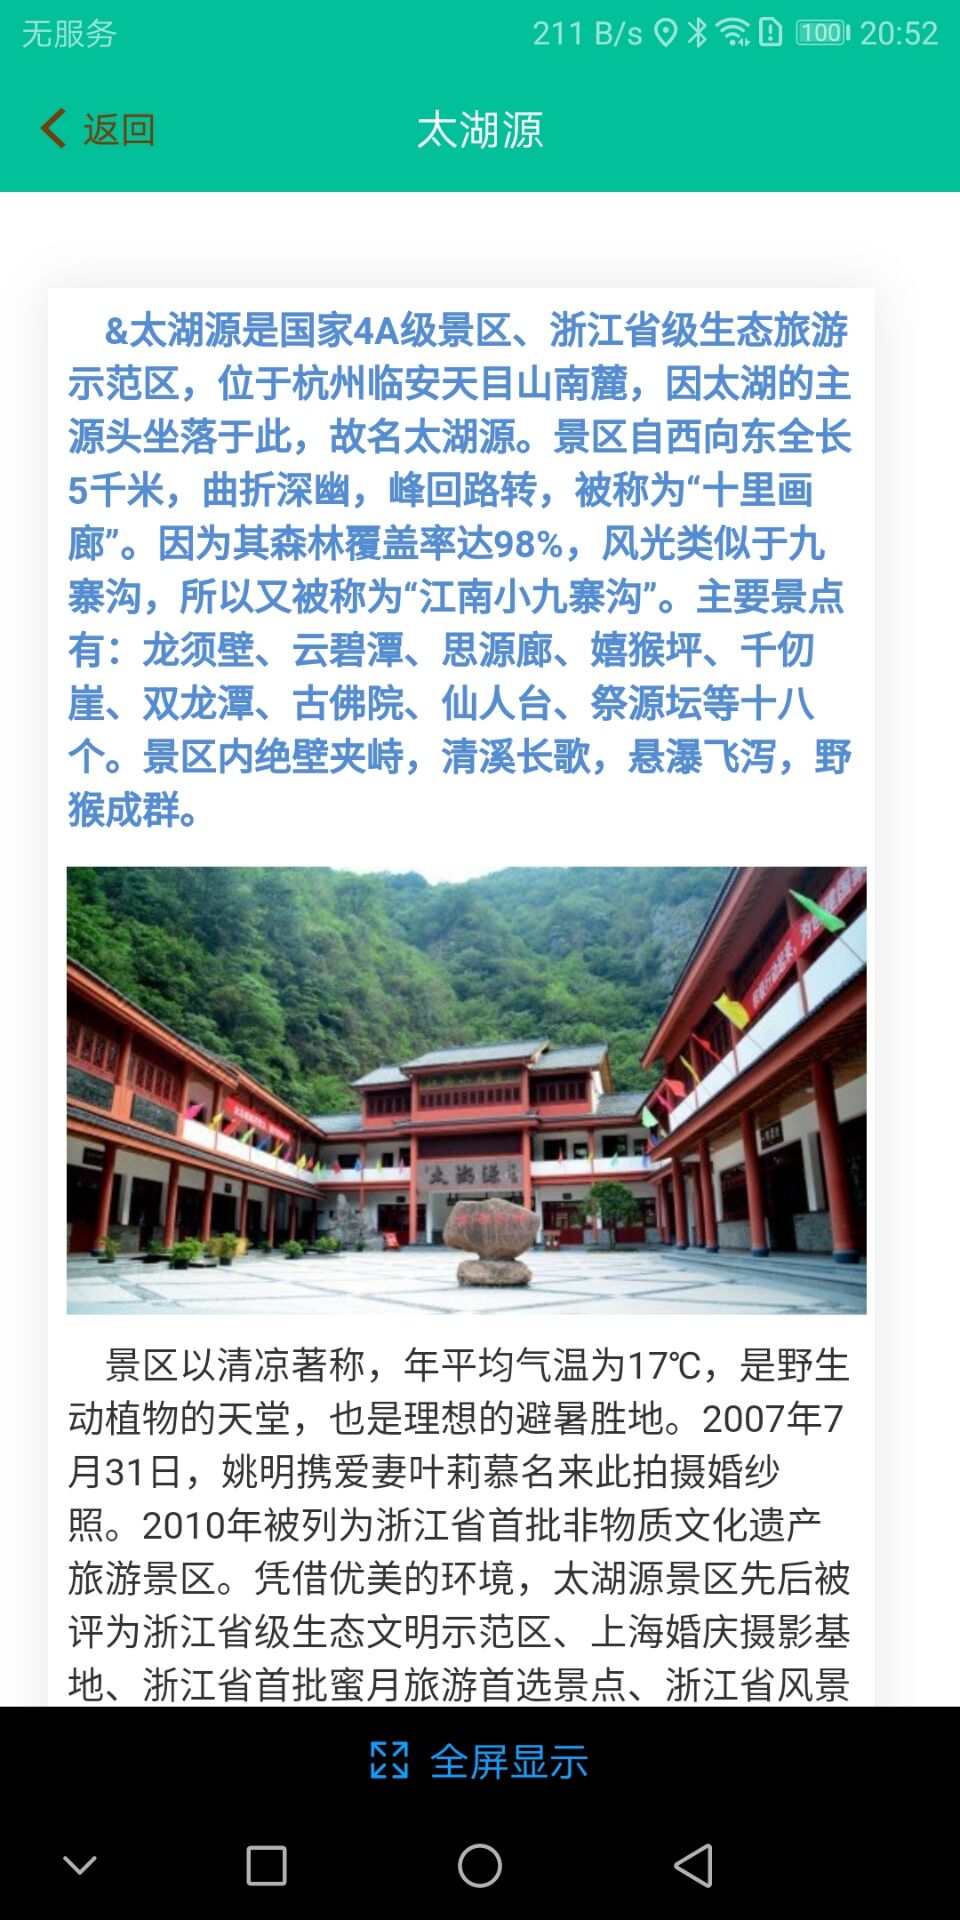 无服务
211 B/s
100
20:52
返回
太湖源
&太湖源是国家4A级景区、浙江省级生态旅游
示范区，位于杭州临安天目山南麓，因太湖的主
源头坐落于此，故名太湖源。景区自西向东全长
5千米，曲折深幽，峰回路转，被称为“十里画
廊”。因为其森林覆盖率达98%，风光类似于九
寨沟，所以又被称为“江南小九寨沟”。主要景点
有：龙须壁、云碧潭、思源廊、嬉猴坪、千仞
崖、双龙潭、古佛院、仙人台、祭源坛等十八
个。景区内绝壁夹峙，清溪长歌，悬瀑飞泻，野
猴成群。
太湖源
景区以清凉著称，年平均气温为17℃，是野生
动植物的天堂，也是理想的避暑胜地。2007年7
月31日，姚明携爱妻叶莉慕名来此拍摄婚纱
照。2010年被列为浙江省首批非物质文化遗产
旅游景区。凭借优美的环境，太湖源景区先后被
评为浙江省级生态文明示范区、上海婚庆摄影基
地、浙江省首批蜜月旅游首选景点、浙江省风景
全屏显示